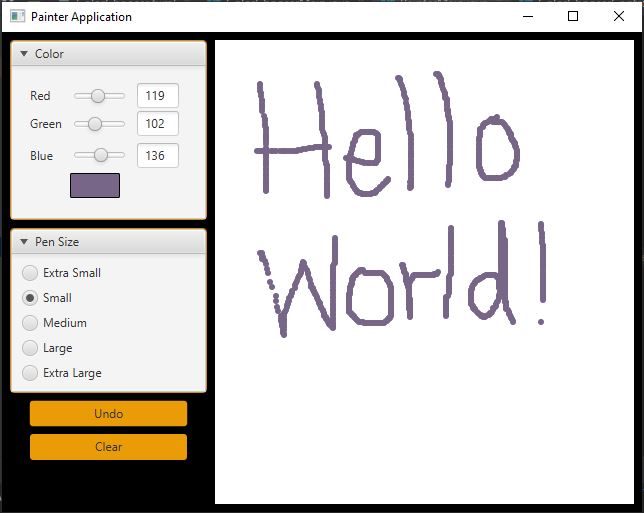 Painter Application
Color
Red 119
Green 102
Blue 136
Pen Size
Extra Small
Small
Medium
Large
Extra Large
Undo
Clear
Hello
World!